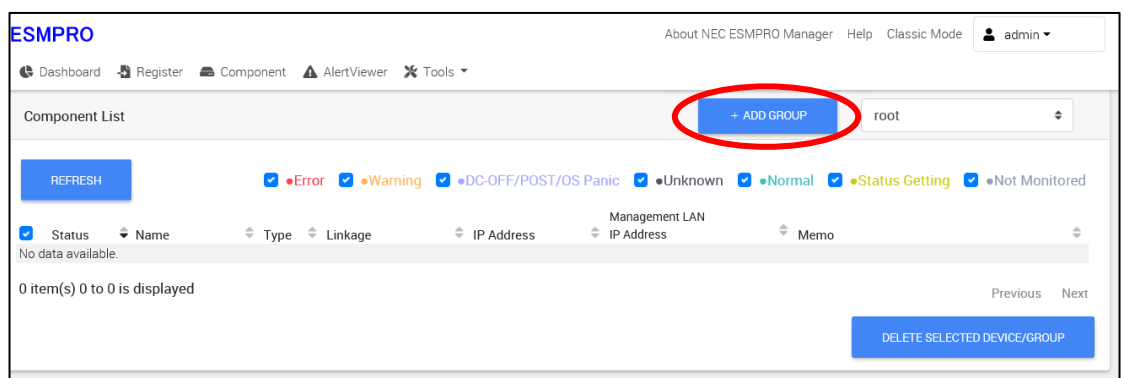 ESMPRO
About NEC ESMPRO Manager Help Classic Mode admin
Dashboard Register Component AlertViewer Tools
Component List
+ ADD GROUP
root
REFRESH
●Error ●Warning ●DC-OFF/POST/OS Panic ●Unknown ●Normal ●Status Getting ●Not Monitored
Status Name Type Linkage IP Address Management LAN
IP Address Memo
No data available.
0 item(s) 0 to 0 is displayed
Previous Next
DELETE SELECTED DEVICE/GROUP